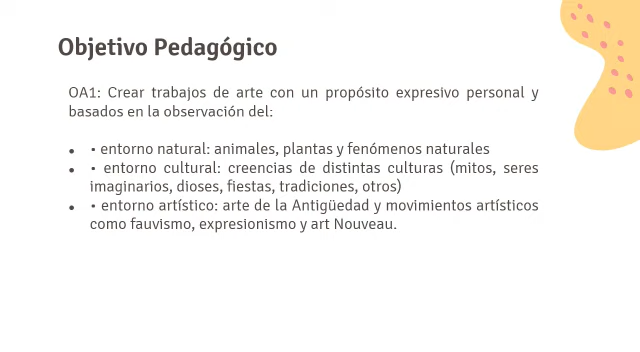 Objetivo Pedagógico
OA1: Crear trabajos de arte con un propósito expresivo personal y
basados en la observación del:
● ▪ entorno natural: animales, plantas y fenómenos naturales
● ▪ entorno cultural: creencias de distintas culturas (mitos, seres
imaginarios, dioses, fiestas, tradiciones, otros)
● ▪ entorno artístico: arte de la Antigüedad y movimientos artísticos
como fauvismo, expresionismo y art Nouveau.